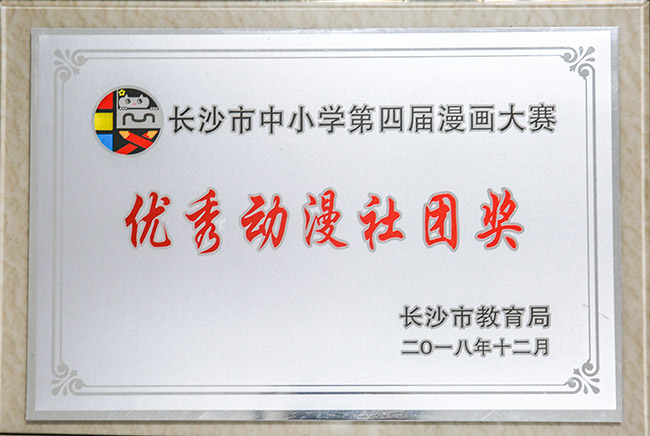 长沙市中小学第四届漫画大赛
优秀动漫社团奖
长沙市教育局
二O一八年十二月